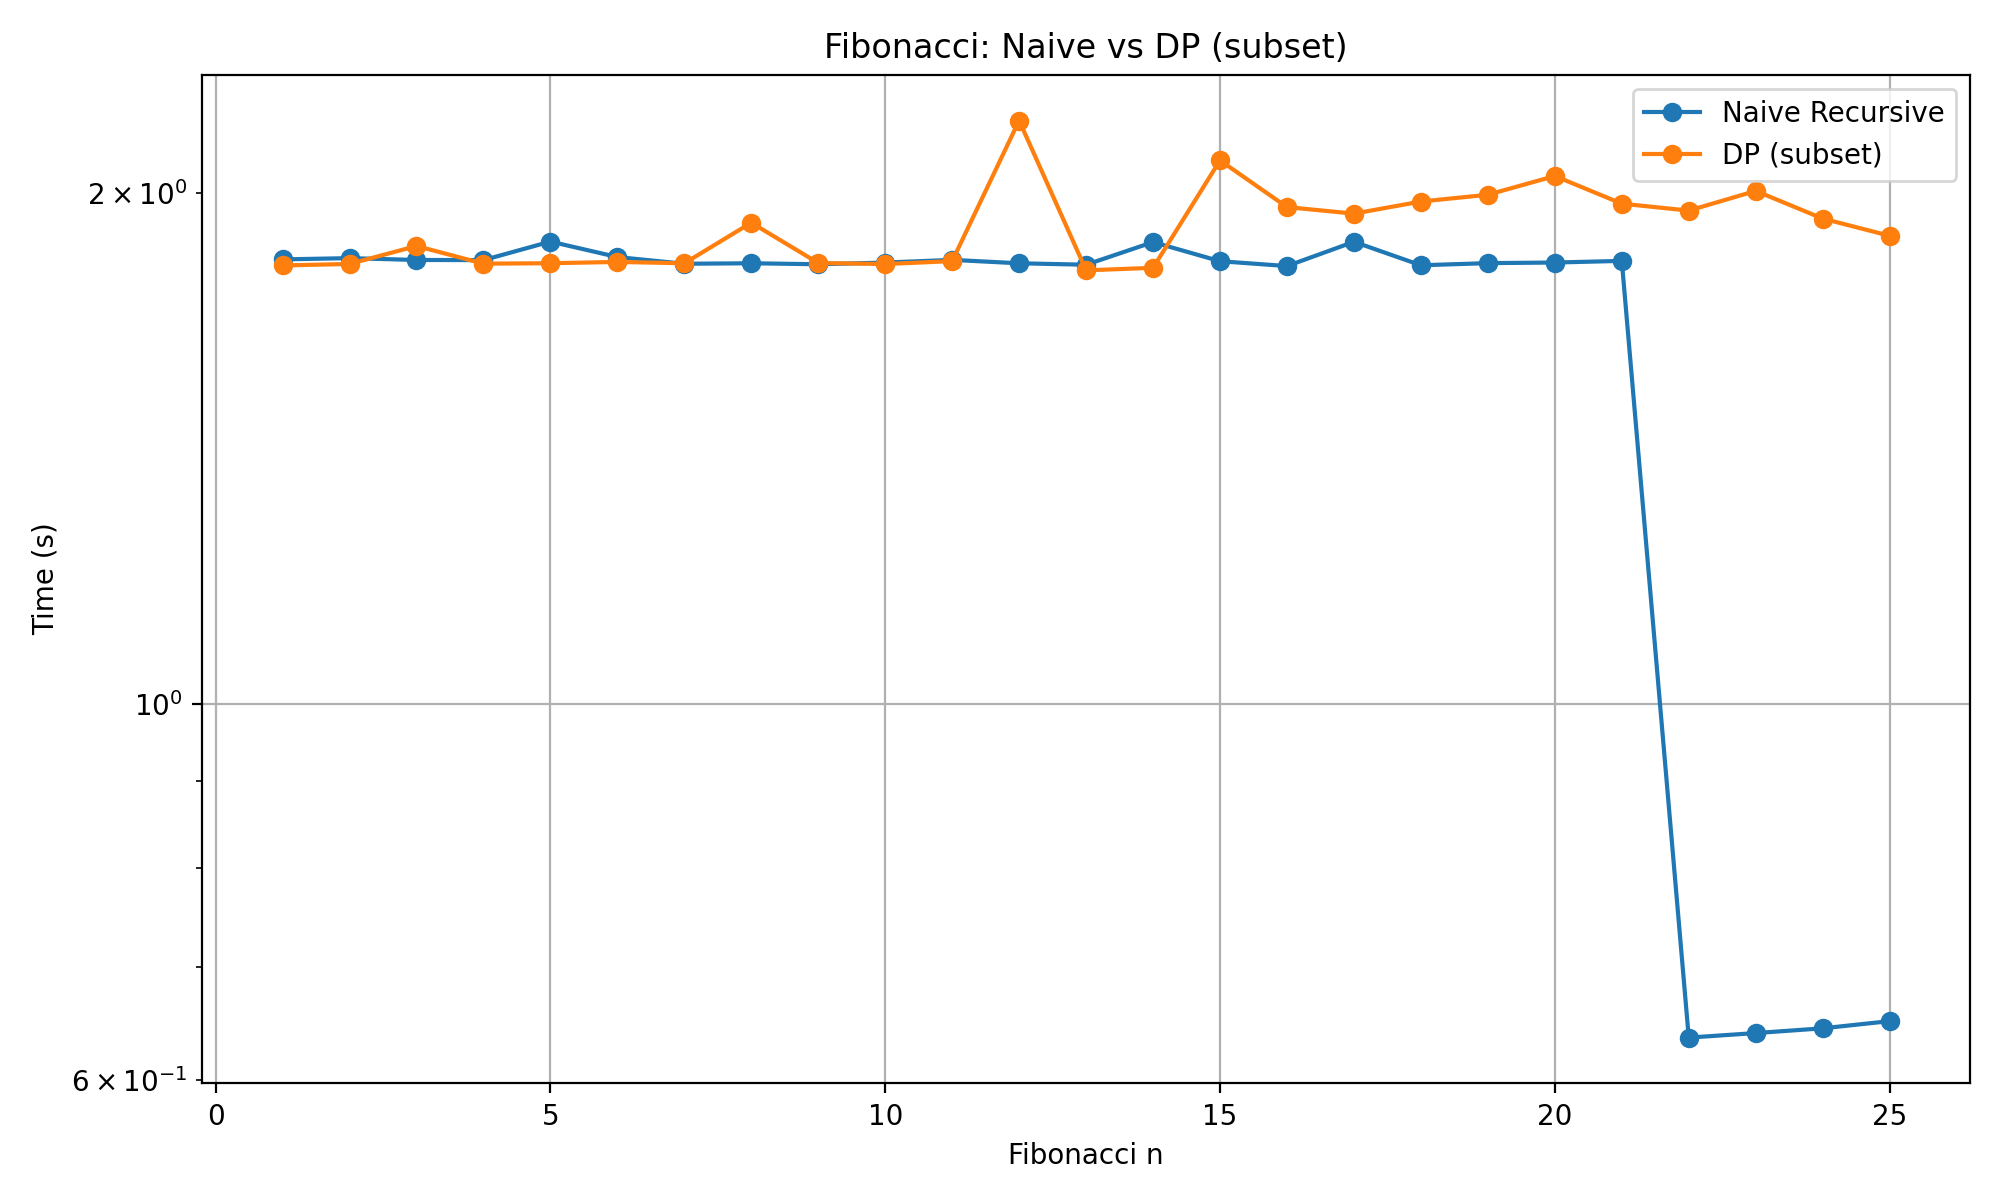 Fibonacci: Naive vs DP (subset)
Naive Recursive
DP (subset)
2 × 10⁰
10⁰
6 × 10⁻¹
Time (s)
0 5 10 15 20 25
Fibonacci n